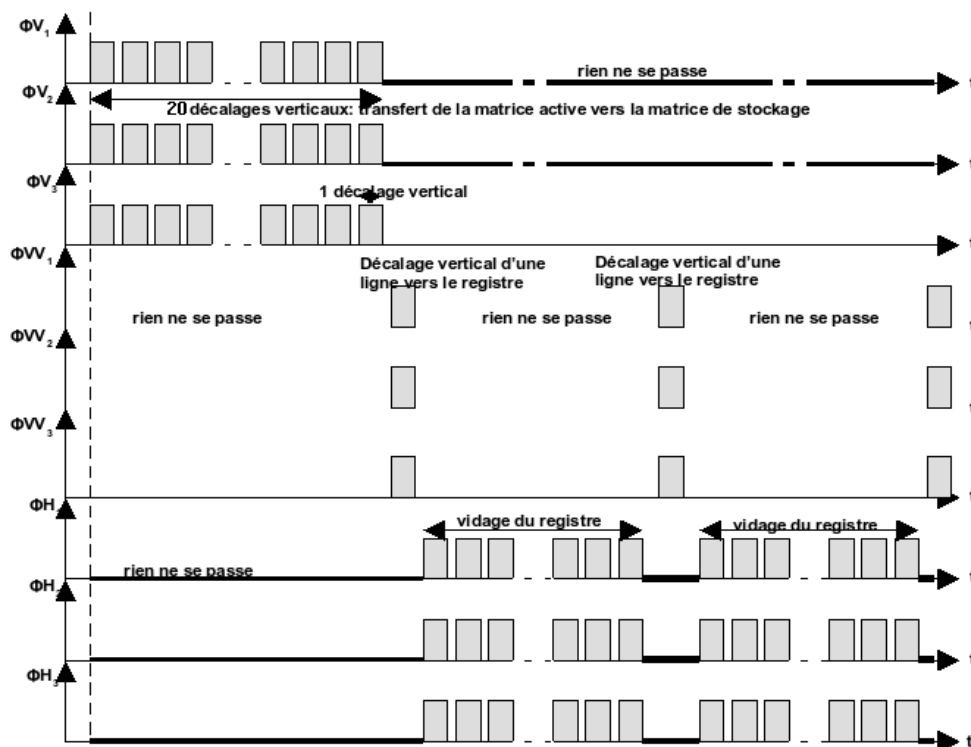 ΦV1
rien ne se passe
t
ΦV2
20 décalages verticaux: transfert de la matrice active vers la matrice de stockage
t
ΦV3
1 décalage vertical
t
ΦVV1
Décalage vertical d'une
ligne vers le registre
Décalage vertical d'une
ligne vers le registre
rien ne se passe
rien ne se passe
rien ne se passe
t
ΦVV2
t
ΦVV3
t
ΦH
vidage du registre
vidage du registre
rien ne se passe
t
ΦH
t
ΦH3
t